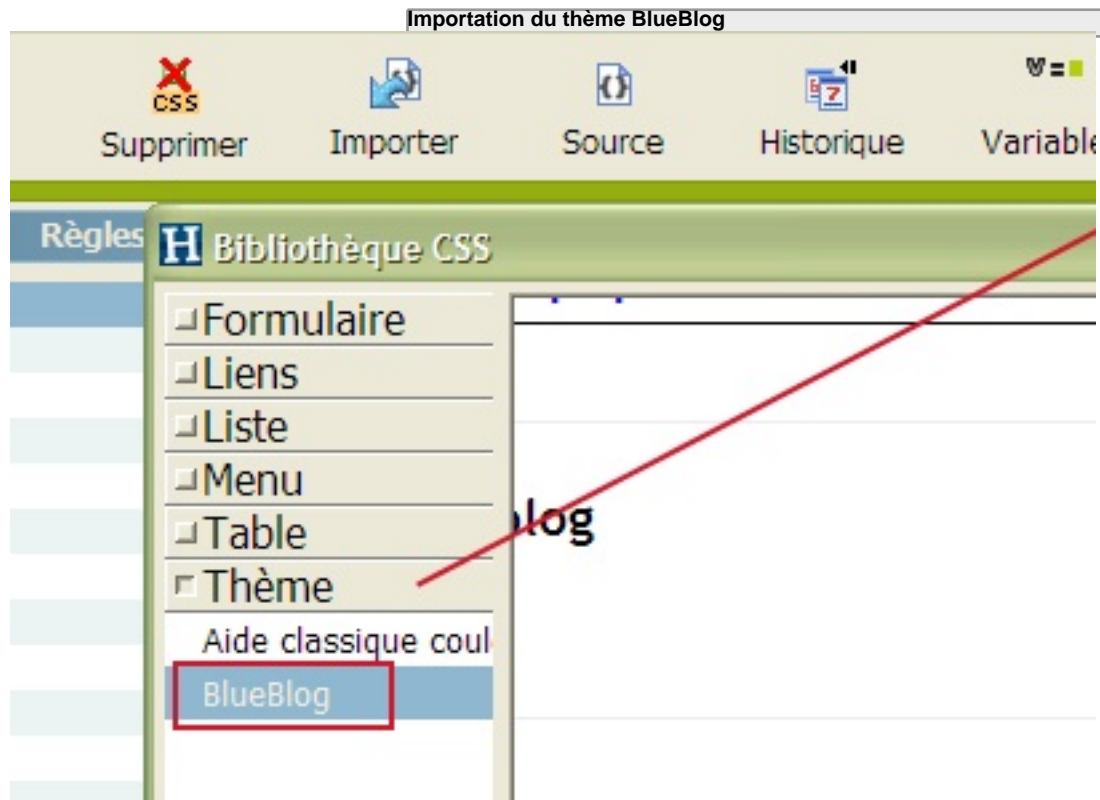 Importation du thème BlueBlog
CSS
Supprimer Importer Source Historique Variable
Règles
H Bibliothèque CSS
Formulaire
Liens
Liste
Menu
Table
log
Thème
Aide classique coul
BlueBlog